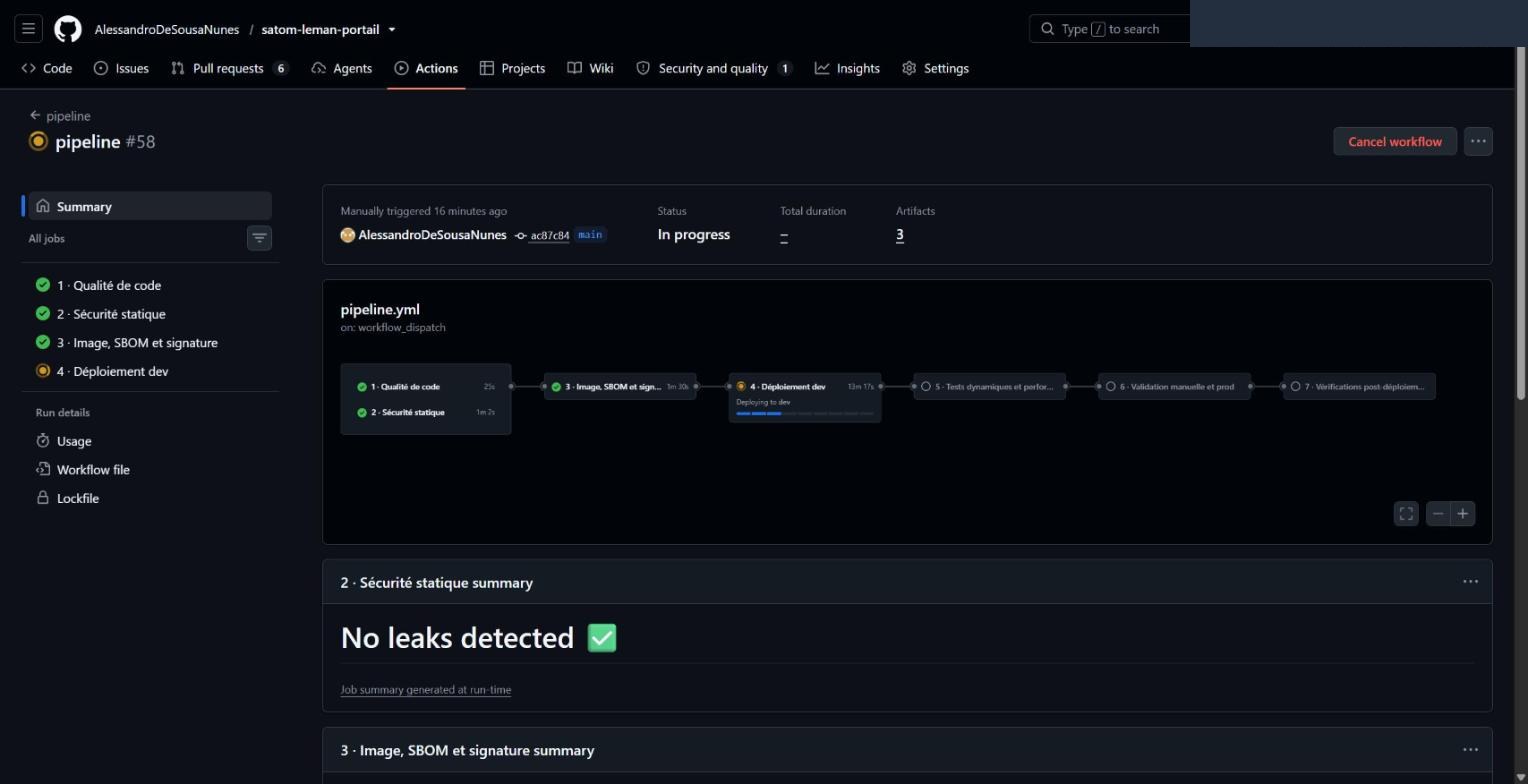 AlessandroDeSousaNunes / satom-leman-portail
Type / to search
Code Issues Pull requests 6 Agents Actions Projects Wiki Security and quality 1 Insights Settings
pipeline
pipeline #58
Cancel workflow
Summary
All jobs
1 · Qualité de code
2 · Sécurité statique
3 · Image, SBOM et signature
4 · Déploiement dev
Run details
Usage
Workflow file
Lockfile
Manually triggered 16 minutes ago
AlessandroDeSousaNunes ac87c84 main
Status
In progress
Total duration
–
Artifacts
3
pipeline.yml
on: workflow_dispatch
1 · Qualité de code 25s
2 · Sécurité statique 1m 2s
3 · Image, SBOM et sign... 1m 30s
4 · Déploiement dev 13m 17s
Deploying to dev
5 · Tests dynamiques et perfor...
6 · Validation manuelle et prod
7 · Vérifications post-déploiem...
2 · Sécurité statique summary
No leaks detected ✅
Job summary generated at run-time
3 · Image, SBOM et signature summary